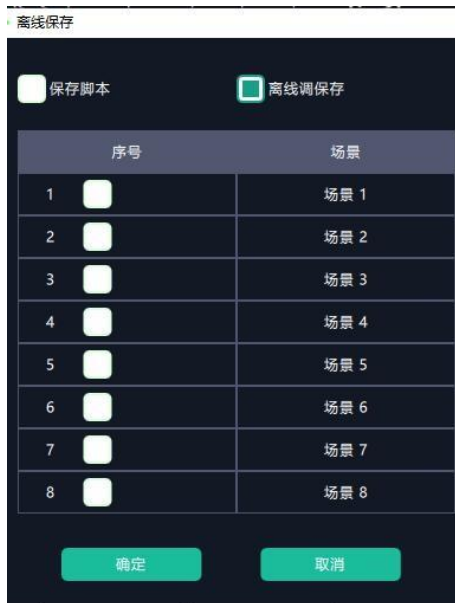 离线保存
保存脚本 离线调保存
序号 场景
1 场景 1
2 场景 2
3 场景 3
4 场景 4
5 场景 5
6 场景 6
7 场景 7
8 场景 8
确定 取消